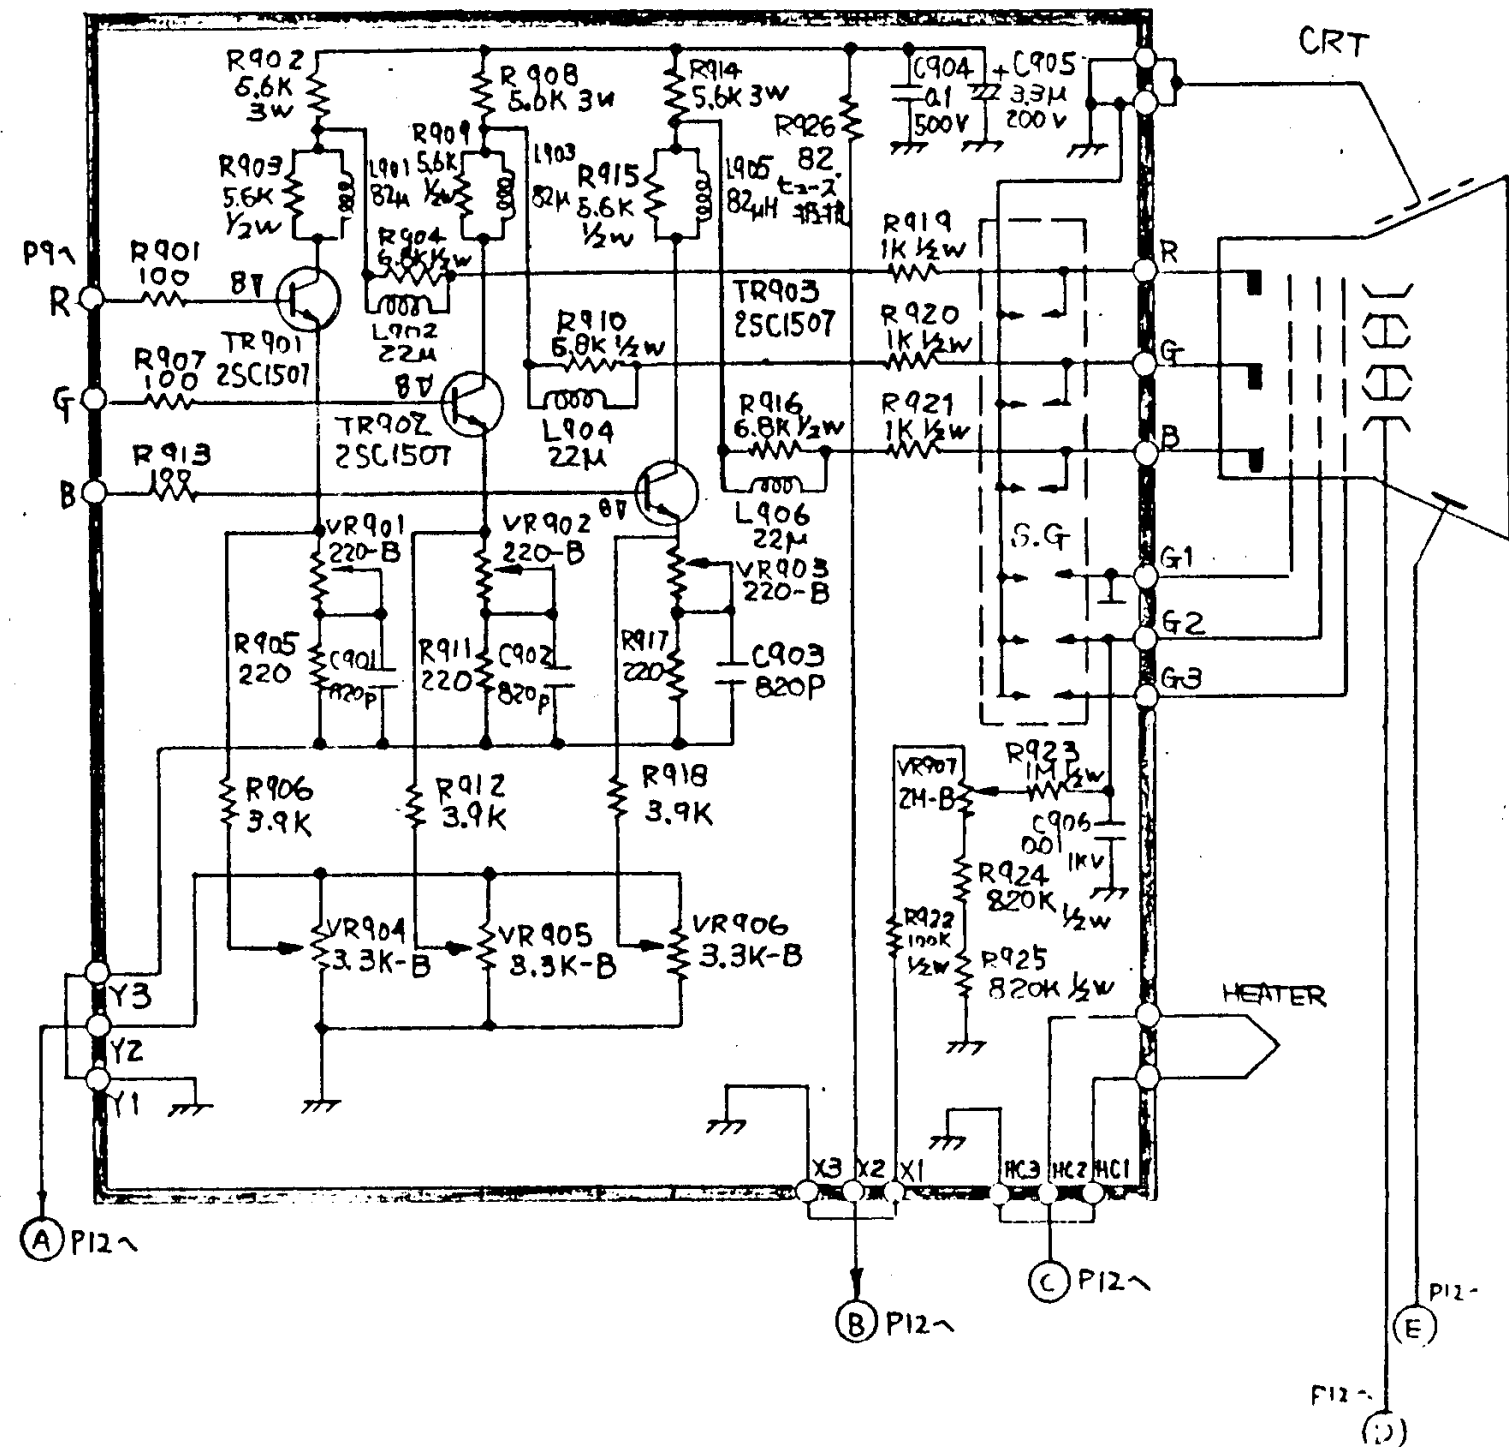 CRT
R902
5.6K
3W
R908
5.6K 3W
R914
5.6K 3W
C904
0.1
500V
+ C905
3.3μ
200V
R926
82
ヒューズ
抵抗
R903
5.6K
1/2W
L901
82μ
R909
5.6K
1/2W
L903
82μ
R915
5.6K
1/2W
L905
82μH
P9へ
R901
100
R
8V
R904
6.8K 1/2W
L902
22μ
TR901
2SC1507
R907
100
G
8V
TR902
2SC1507
R910
6.8K 1/2W
L904
22μ
TR903
2SC1507
R919
1K 1/2W
R
R920
1K 1/2W
G
R916
6.8K 1/2W
R921
1K 1/2W
B
R913
100
B
8V
L906
22μ
S.G
VR901
220-B
VR902
220-B
VR903
220-B
G1
G2
G3
R905
220
C901
820P
R911
220
C902
820P
R917
220
C903
820P
R906
3.9K
R912
3.9K
R918
3.9K
VR907
2M-B
R923
1M 1/2W
C906
0.01
1KV
R924
820K
1/2W
R922
100K
1/2W
R925
820K 1/2W
VR904
3.3K-B
VR905
3.3K-B
VR906
3.3K-B
Y3
Y2
Y1
HEATER
X3
X2
X1
HC3
HC2
HC1
A P12へ
B P12へ
C P12へ
P12へ
E
P12へ
D